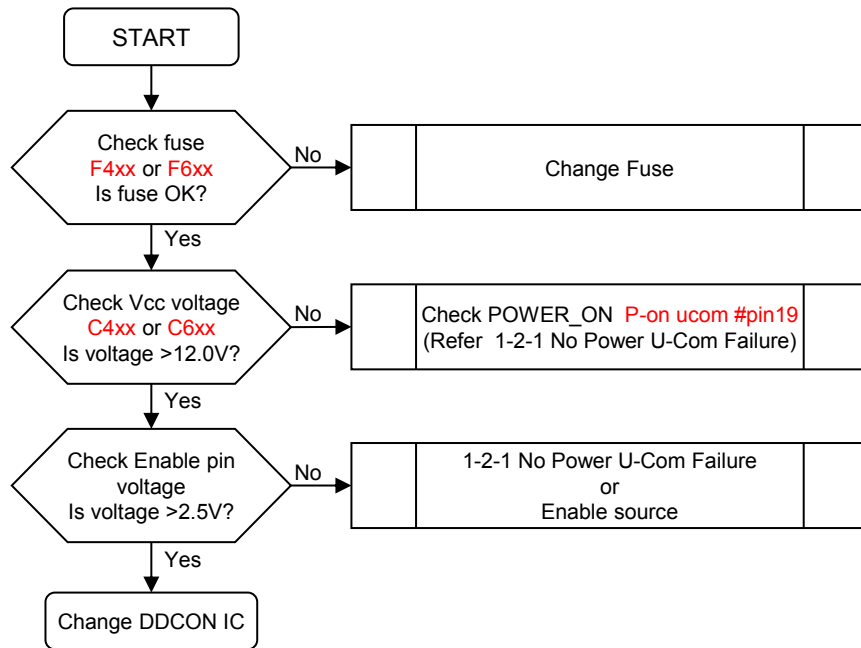 START
Check fuse
F4xx or F6xx
Is fuse OK?
No
Change Fuse
Yes
Check Vcc voltage
C4xx or C6xx
Is voltage >12.0V?
No
Check POWER_ON P-on ucom #pin19
(Refer 1-2-1 No Power U-Com Failure)
Yes
Check Enable pin
voltage
Is voltage >2.5V?
No
1-2-1 No Power U-Com Failure
or
Enable source
Yes
Change DDCON IC